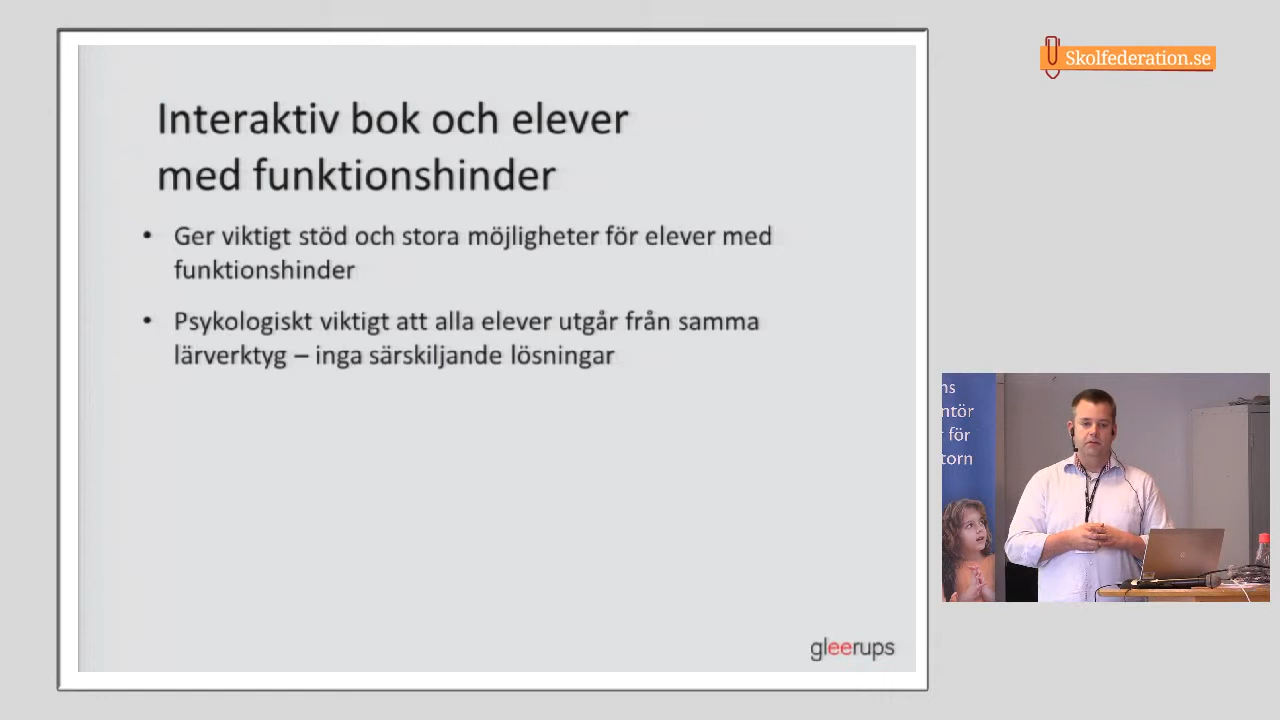 Interaktiv bok och elever
med funktionshinder
• Ger viktigt stöd och stora möjligheter för elever med
funktionshinder
• Psykologiskt viktigt att alla elever utgår från samma
lärverktyg – inga särskiljande lösningar
gleerups
Skolfederation.se
för